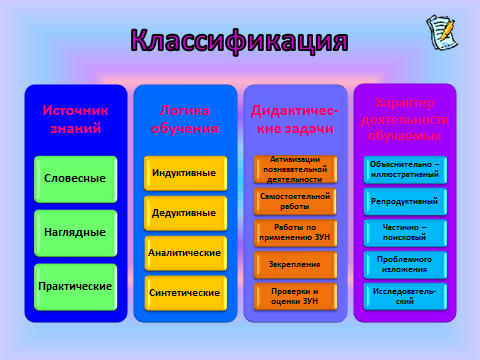 Классификация
Источник
знаний
Словесные
Наглядные
Практические
Логика
обучения
Индуктивные
Дедуктивные
Аналитические
Синтетические
Дидактичес-
кие задачи
Активизации
познавательной
деятельности
Самостоятельной
работы
Работы по
применению ЗУН
Закрепления
Проверки и
оценки ЗУН
Характер
деятельности
обучаемых
Объяснительно –
иллюстративный
Репродуктивный
Частично –
поисковый
Проблемного
изложения
Исследователь-
ский